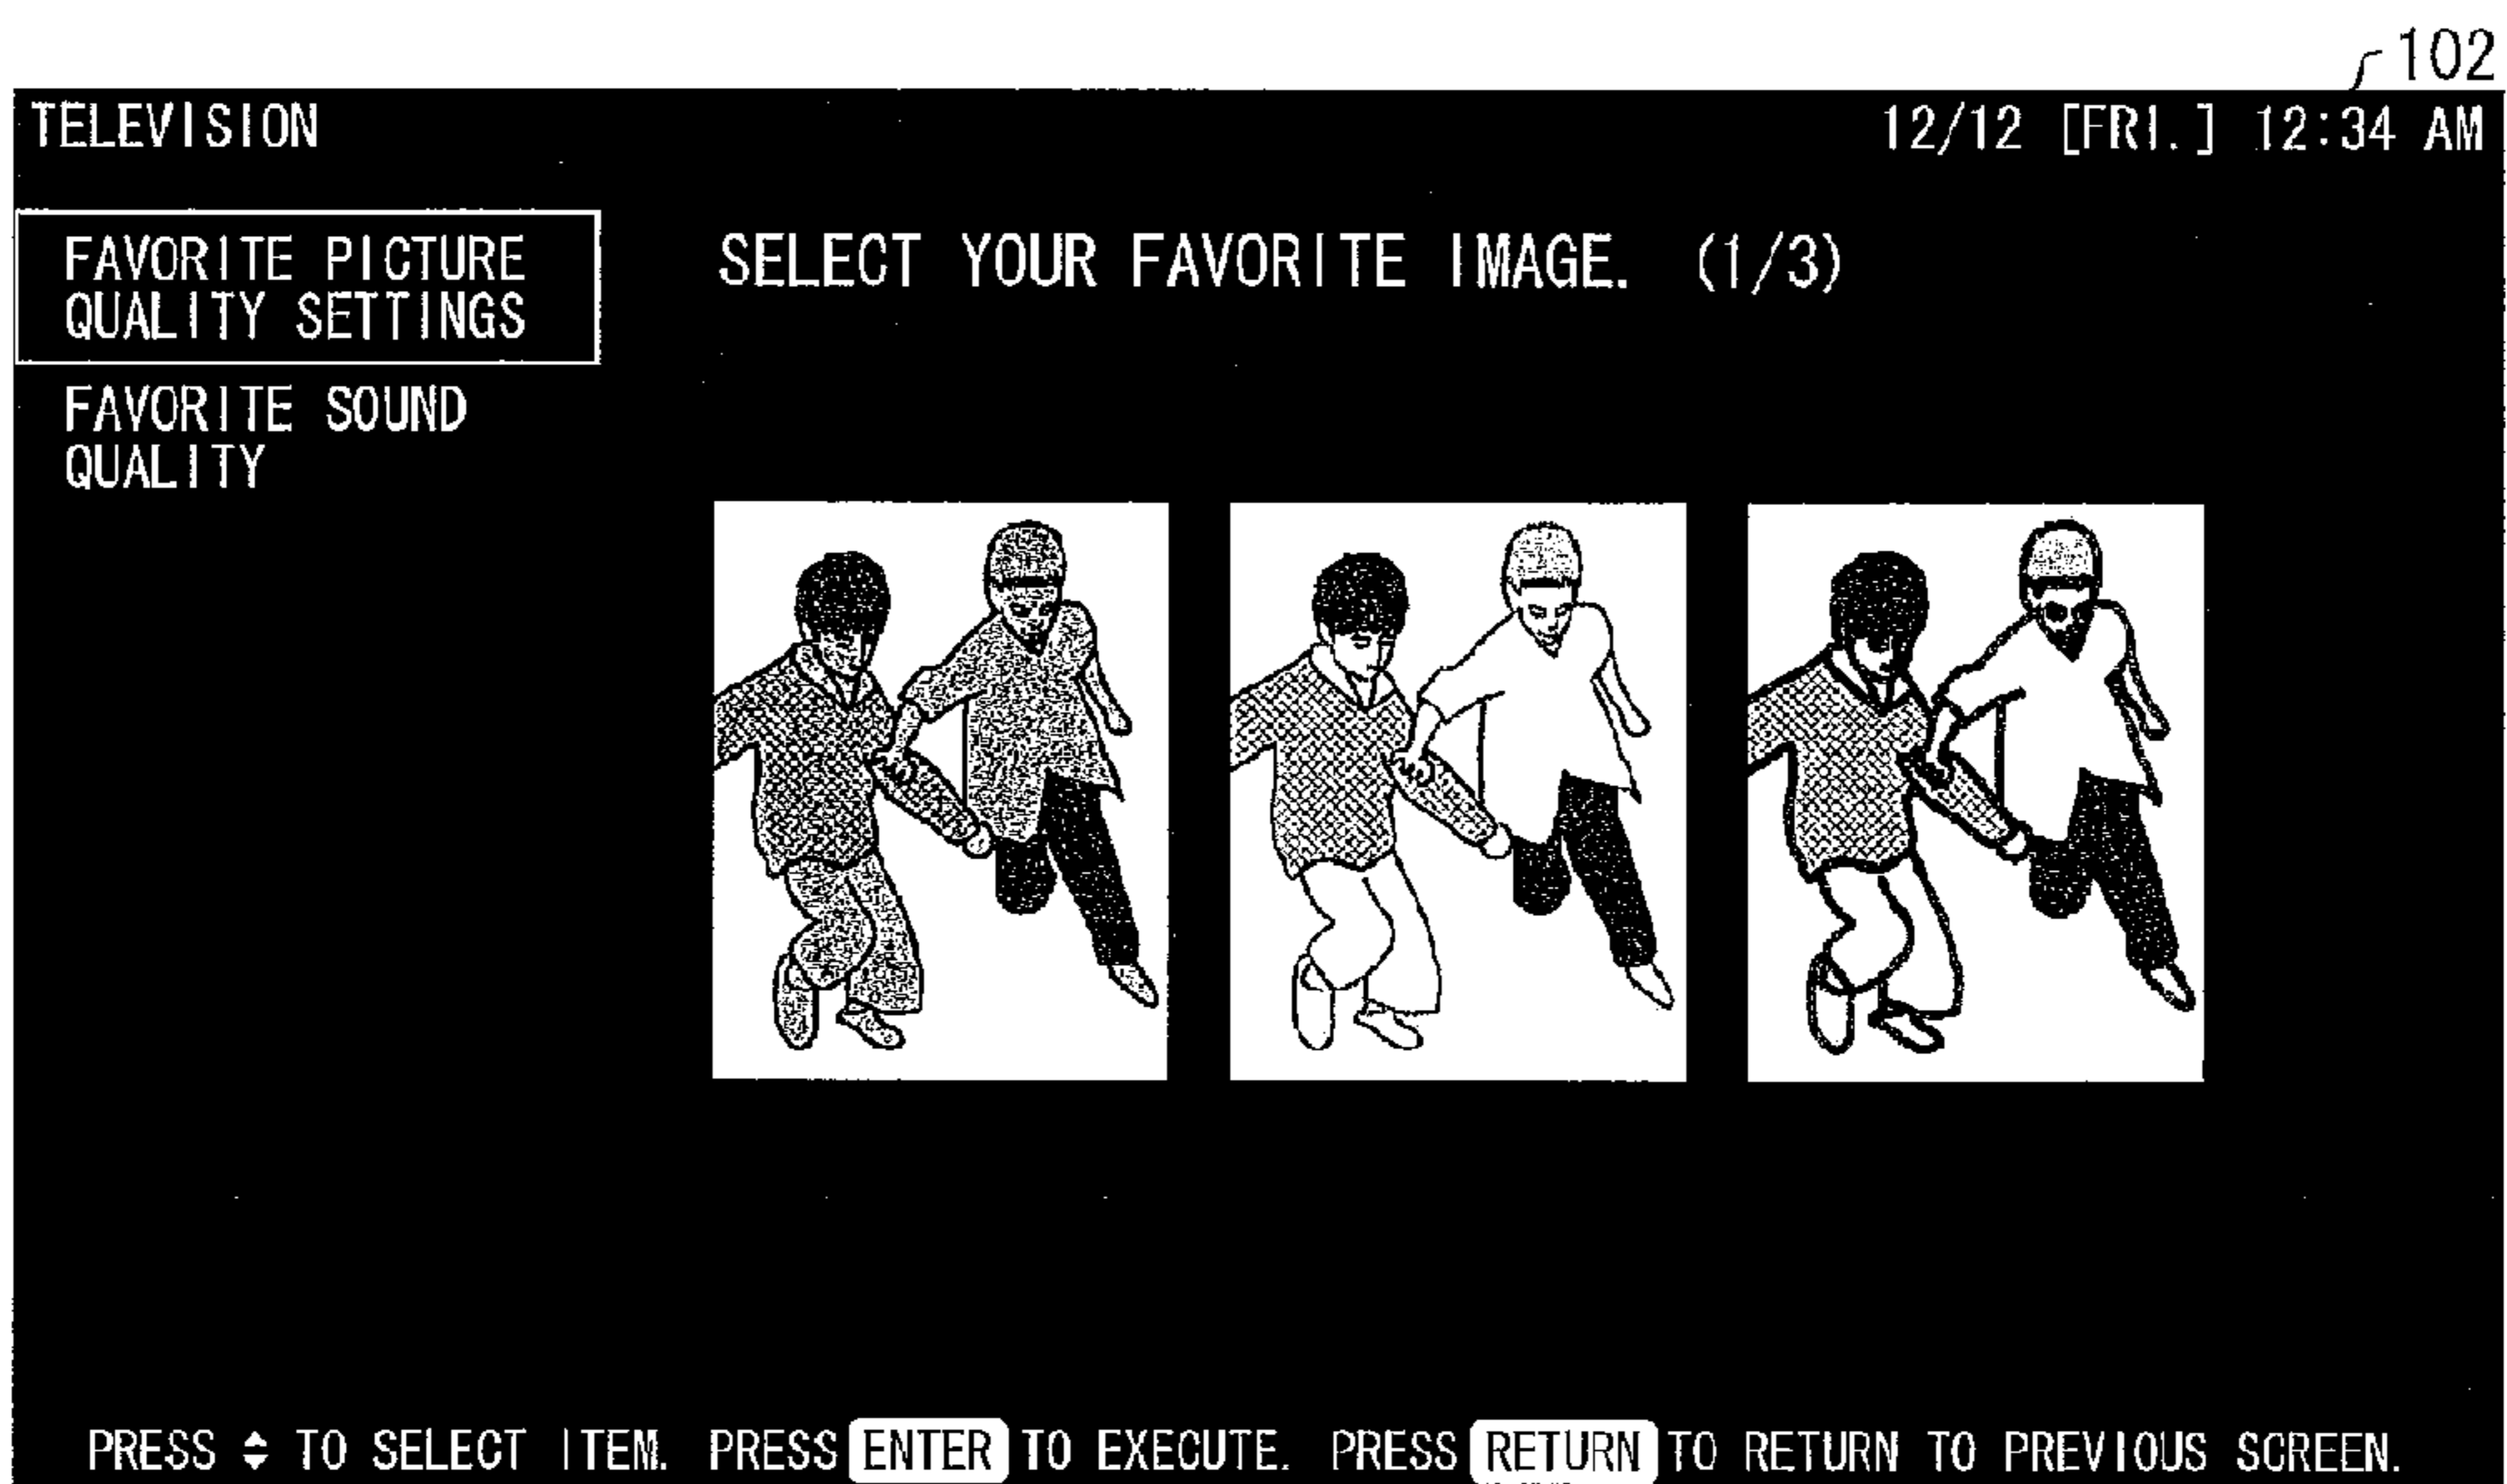 102
TELEVISION 12/12 [FRI.] 12:34 AM
FAVORITE PICTURE
QUALITY SETTINGS
SELECT YOUR FAVORITE IMAGE. (1/3)
FAVORITE SOUND
QUALITY
PRESS ♦ TO SELECT ITEM. PRESS ENTER TO EXECUTE. PRESS RETURN TO RETURN TO PREVIOUS SCREEN.